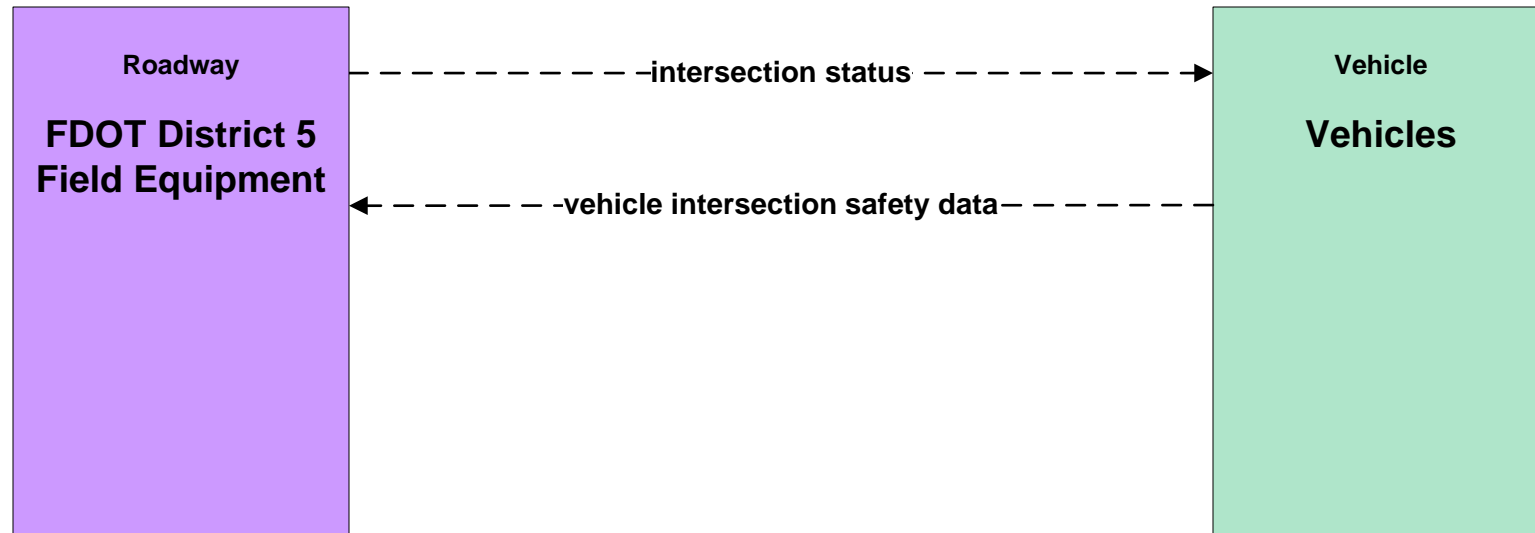 Roadway
FDOT District 5
Field Equipment
intersection status
vehicle intersection safety data
Vehicle
Vehicles